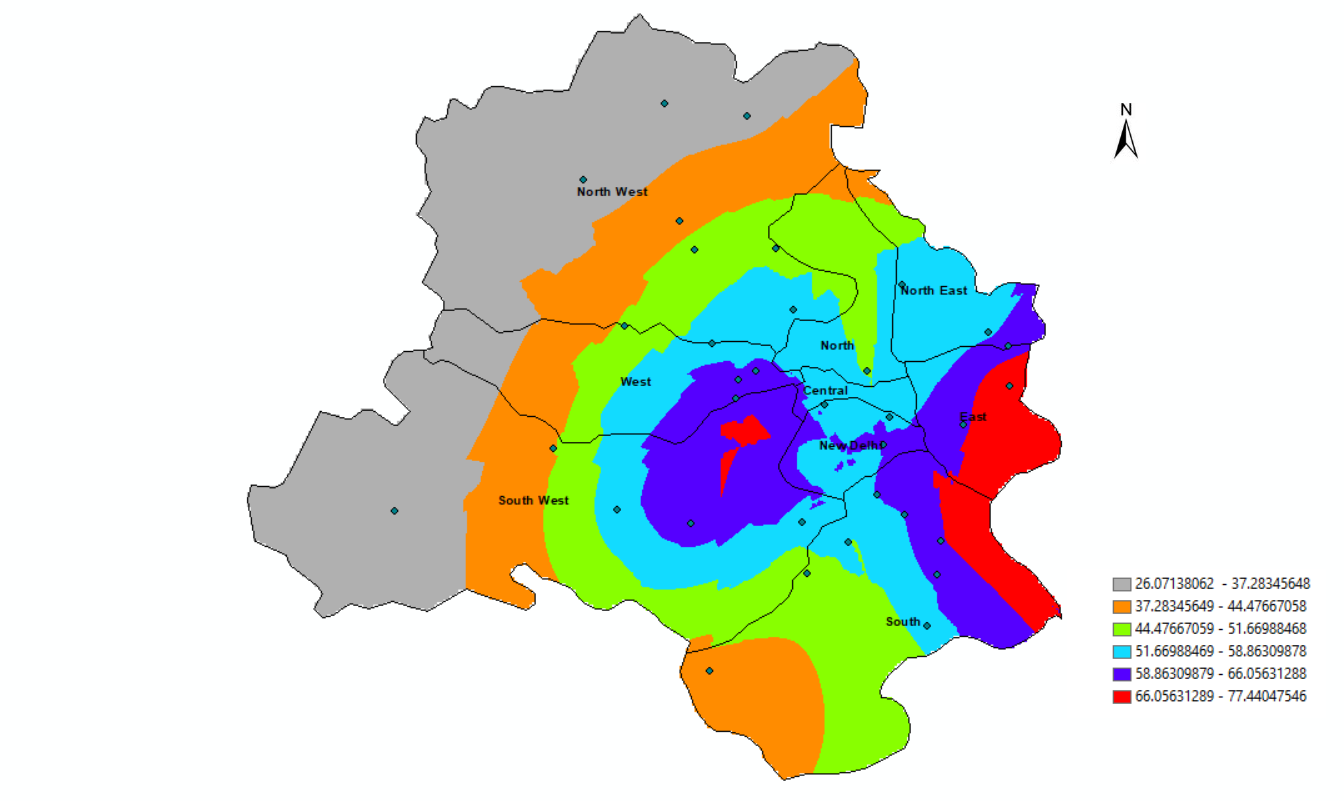 N
North West
North East
North
West
Central
East
New Delhi
South West
South
26.07138062 - 37.28345648
37.28345649 - 44.47667058
44.47667059 - 51.66988468
51.66988469 - 58.86309878
58.86309879 - 66.05631288
66.05631289 - 77.44047546